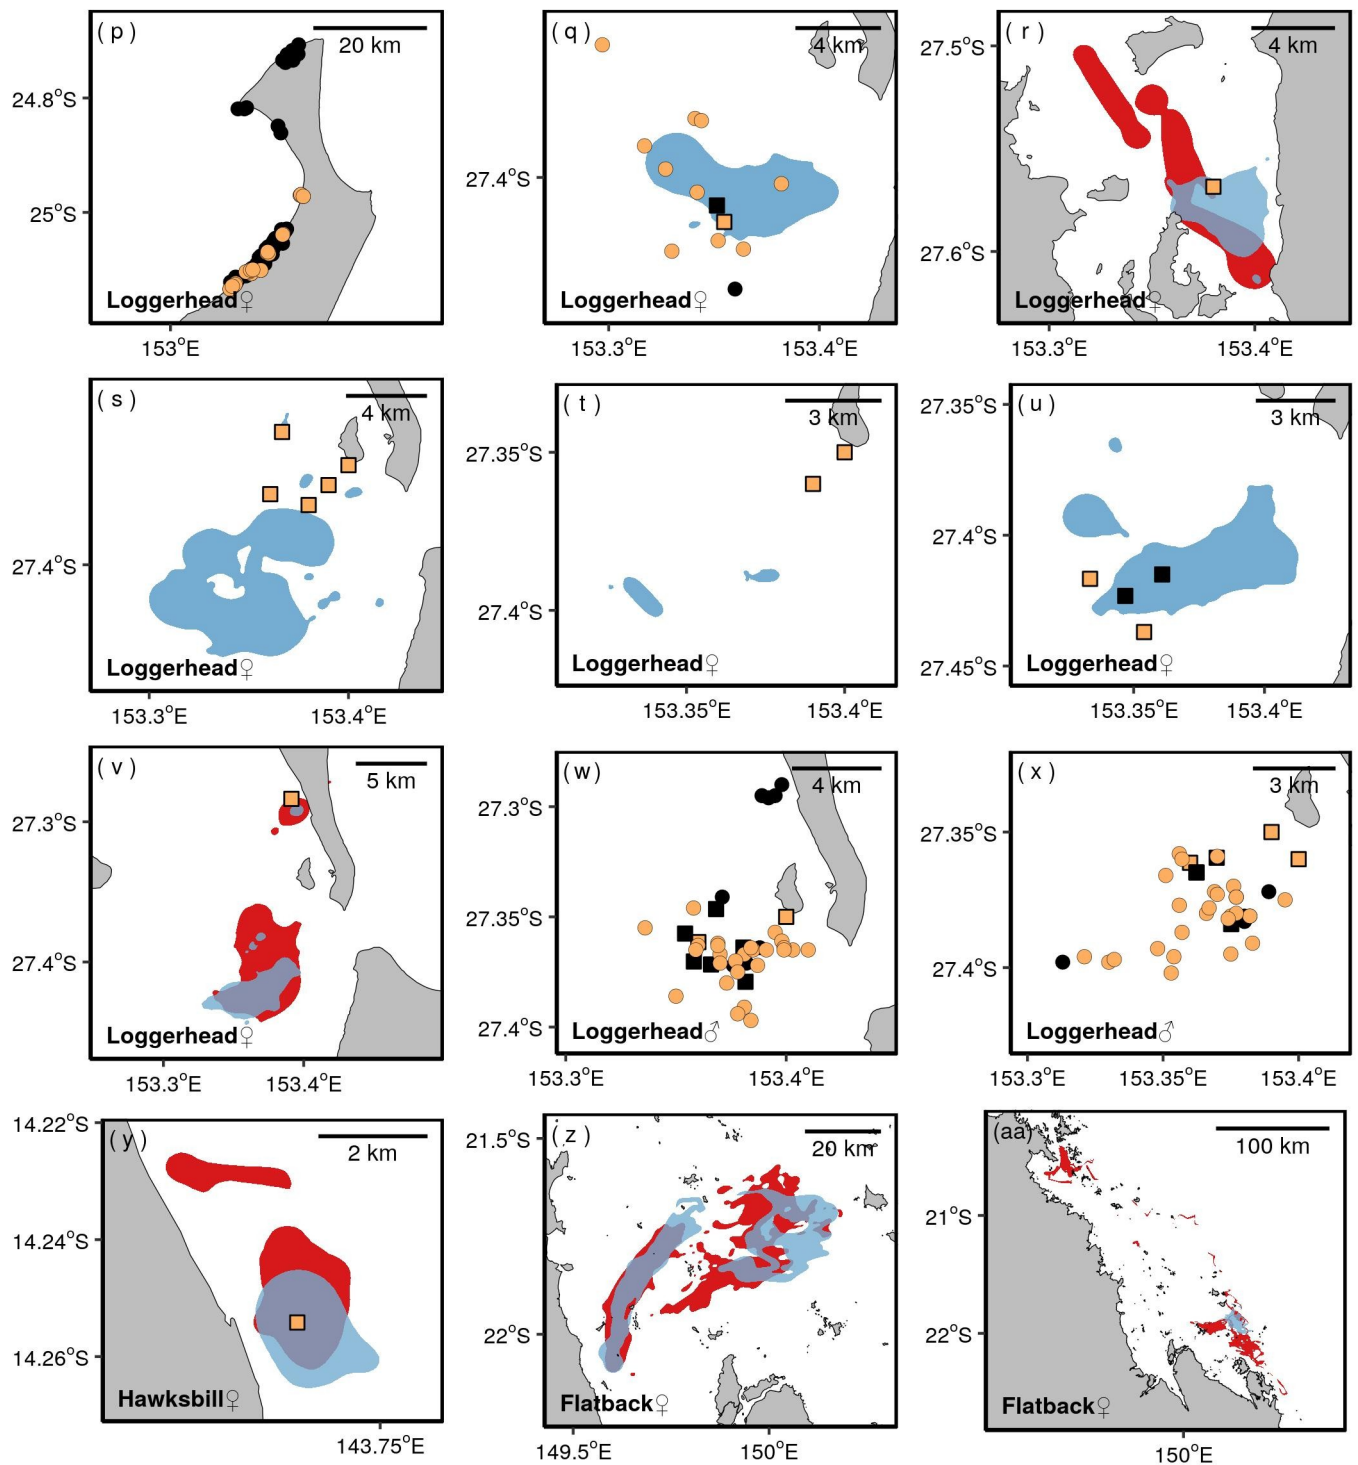 (p)
20 km
24.8°S
25°S
Loggerhead♀
153°E
(q)
4 km
27.4°S
Loggerhead♀
153.3°E 153.4°E
(r)
4 km
27.5°S
27.6°S
Loggerhead♀
153.3°E 153.4°E
(s)
4 km
27.4°S
Loggerhead♀
153.3°E 153.4°E
(t)
3 km
27.35°S
27.4°S
Loggerhead♀
153.35°E 153.4°E
(u)
3 km
27.35°S
27.4°S
27.45°S
Loggerhead♀
153.35°E 153.4°E
(v)
5 km
27.3°S
27.4°S
Loggerhead♀
153.3°E 153.4°E
(w)
4 km
27.3°S
27.35°S
27.4°S
Loggerhead♂
153.3°E 153.4°E
(x)
3 km
27.35°S
27.4°S
Loggerhead♂
153.3°E 153.35°E 153.4°E
(y)
2 km
14.22°S
14.24°S
14.26°S
Hawksbill♀
143.75°E
(z)
20 km
21.5°S
22°S
Flatback♀
149.5°E 150°E
(aa)
100 km
21°S
22°S
Flatback♀
150°E